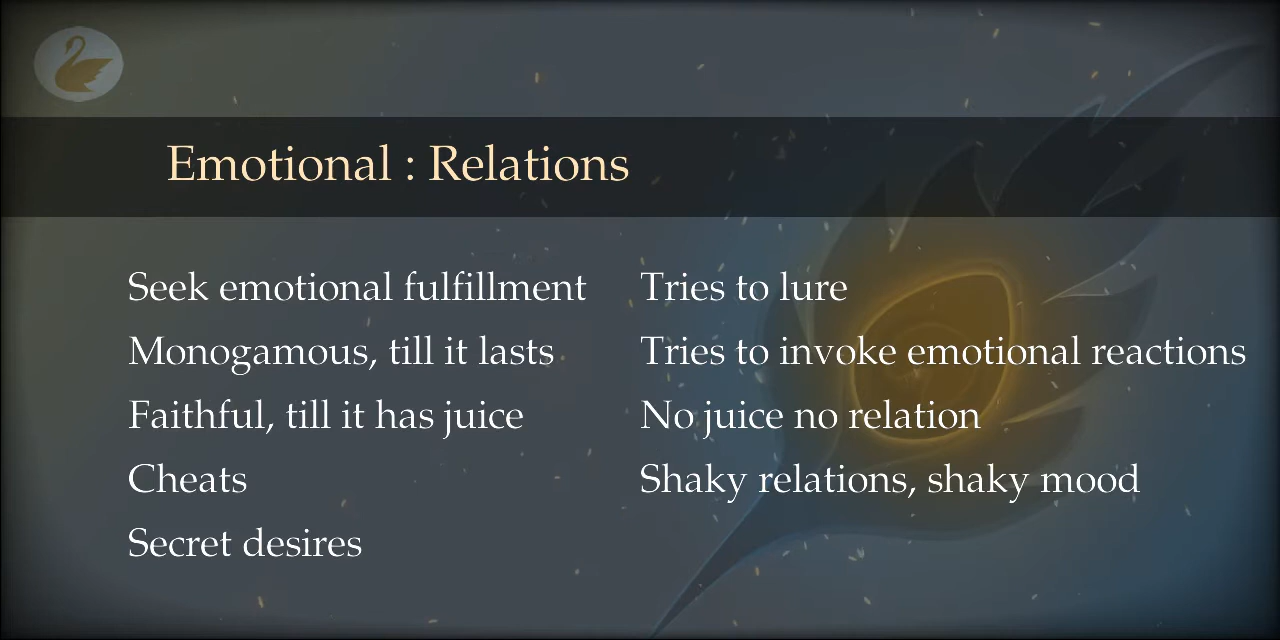 Emotional : Relations
Seek emotional fulfillment
Monogamous, till it lasts
Faithful, till it has juice
Cheats
Secret desires
Tries to lure
Tries to invoke emotional reactions
No juice no relation
Shaky relations, shaky mood